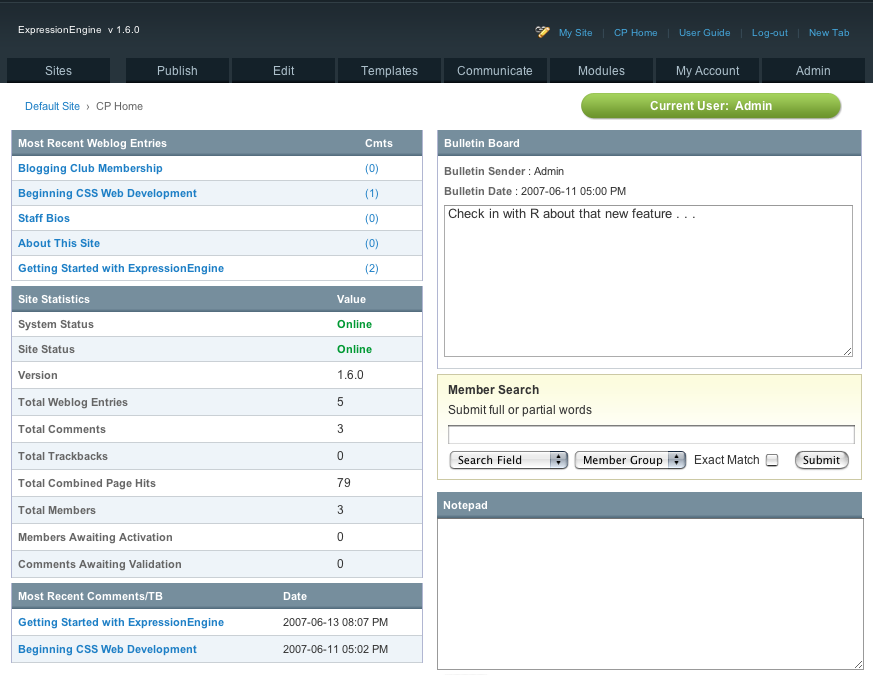 ExpressionEngine v 1.6.0
My Site | CP Home | User Guide | Log-out | New Tab
Sites Publish Edit Templates Communicate Modules My Account Admin
Default Site › CP Home
Current User: Admin
Most Recent Weblog Entries Cmts
Blogging Club Membership (0)
Beginning CSS Web Development (1)
Staff Bios (0)
About This Site (0)
Getting Started with ExpressionEngine (2)
Site Statistics Value
System Status Online
Site Status Online
Version 1.6.0
Total Weblog Entries 5
Total Comments 3
Total Trackbacks 0
Total Combined Page Hits 79
Total Members 3
Members Awaiting Activation 0
Comments Awaiting Validation 0
Most Recent Comments/TB Date
Getting Started with ExpressionEngine 2007-06-13 08:07 PM
Beginning CSS Web Development 2007-06-11 05:02 PM
Bulletin Board
Bulletin Sender : Admin
Bulletin Date : 2007-06-11 05:00 PM
Check in with R about that new feature . . .
Member Search
Submit full or partial words
Search Field Member Group Exact Match Submit
Notepad